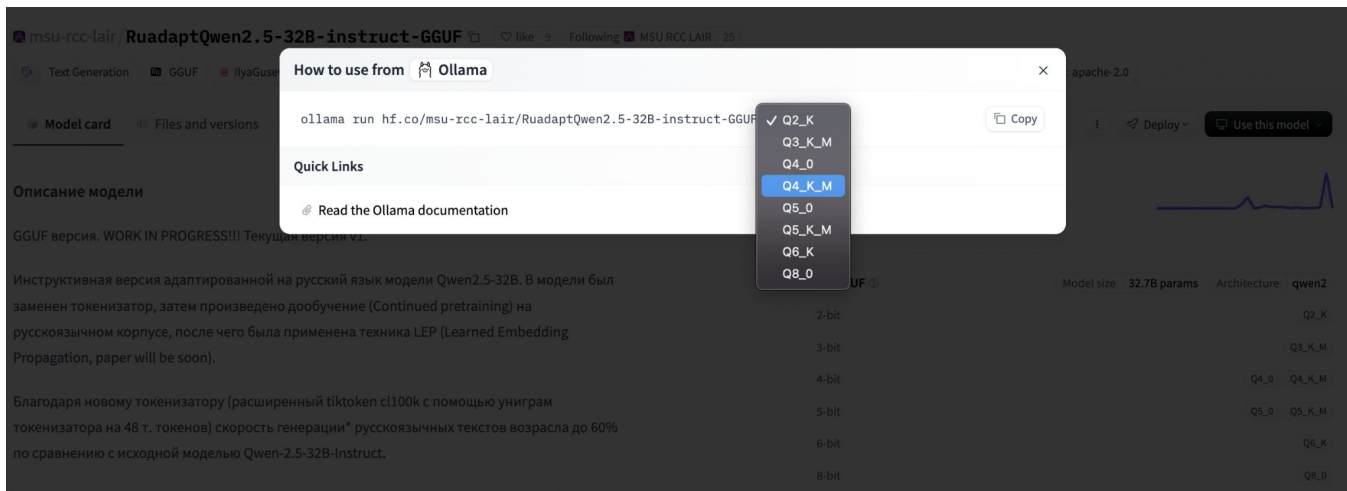 msu-rcc-lair/RuadaptQwen2.5-32B-instruct-GGUF like 9 Following MSU RCC LAIR 25
Text Generation GGUF apache-2.0
How to use from Ollama
Model card Files and versions Deploy Use this model
ollama run hf.co/msu-rcc-lair/RuadaptQwen2.5-32B-instruct-GGUF
Copy
Q2_K
Q3_K_M
Q4_0
Q4_K_M
Q5_0
Q5_K_M
Q6_K
Q8_0
Quick Links
Read the Ollama documentation
Описание модели
GGUF версия. WORK IN PROGRESS!!! Текущая версия v1.
Инструктивная версия адаптированной на русский язык модели Qwen2.5-32B. В модели был
заменен токенизатор, затем произведено дообучение (Continued pretraining) на
русскоязычном корпусе, после чего была применена техника LEP (Learned Embedding
Propagation, paper will be soon).
Благодаря новому токенизатору (расширенный tiktoken cl100k с помощью униграм
токенизатора на 48 т. токенов) скорость генерации* русскоязычных текстов возрасла до 60%
по сравнению с исходной моделью Qwen-2.5-32B-Instruct.
UF Model size 32.7B params Architecture qwen2
2-bit Q2_K
3-bit Q3_K_M
4-bit Q4_0 Q4_K_M
5-bit Q5_0 Q5_K_M
6-bit Q6_K
8-bit Q8_0